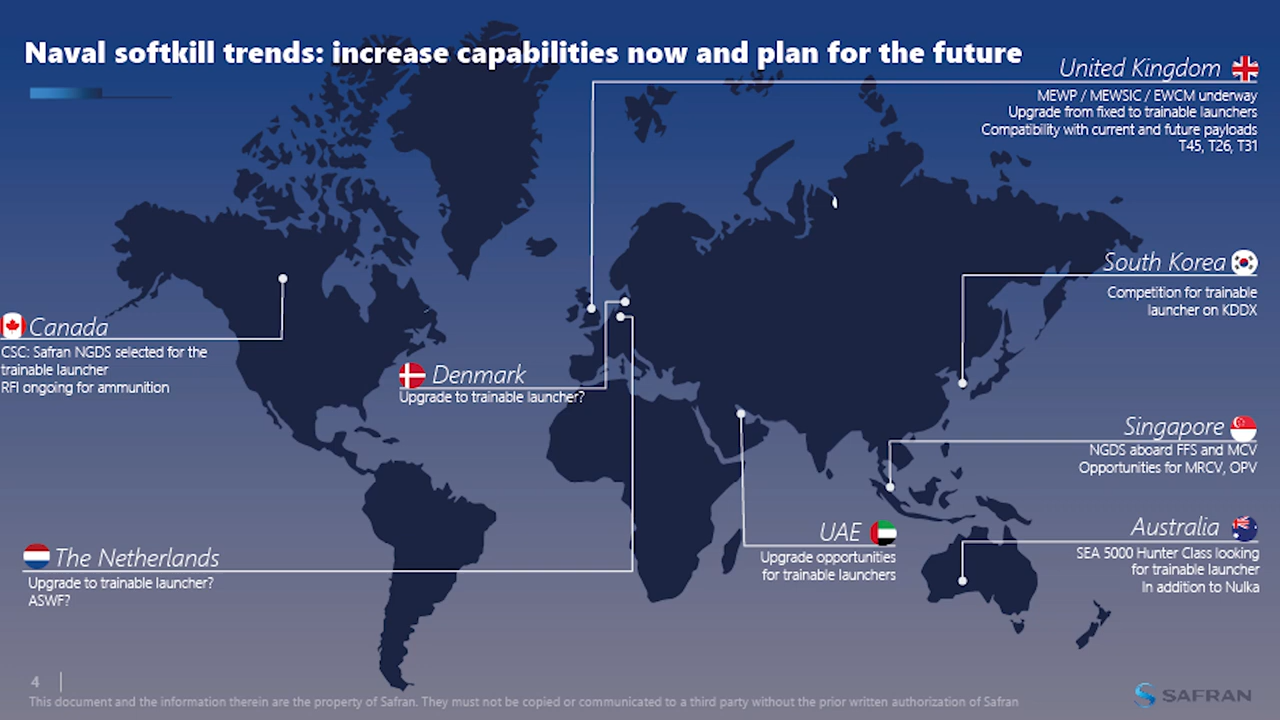 Naval softkill trends: increase capabilities now and plan for the future
United Kingdom
MEWP / MEWSIC / EWCM underway
Upgrade from fixed to trainable launchers
Compatibility with current and future payloads
T45, T26, T31
South Korea
Competition for trainable
launcher on KDDX
Canada
CSC: Safran NGDS selected for the
trainable launcher
RFI ongoing for ammunition
Denmark
Upgrade to trainable launcher?
Singapore
NGDS aboard FFS and MCV
Opportunities for MRCV, OPV
UAE
Upgrade opportunities
for trainable launchers
Australia
SEA 5000 Hunter Class looking
for trainable launcher
In addition to Nulka
The Netherlands
Upgrade to trainable launcher?
ASWF?
4
This document and the information therein are the property of Safran. They must not be copied or communicated to a third party without the prior written authorization of Safran
SAFRAN